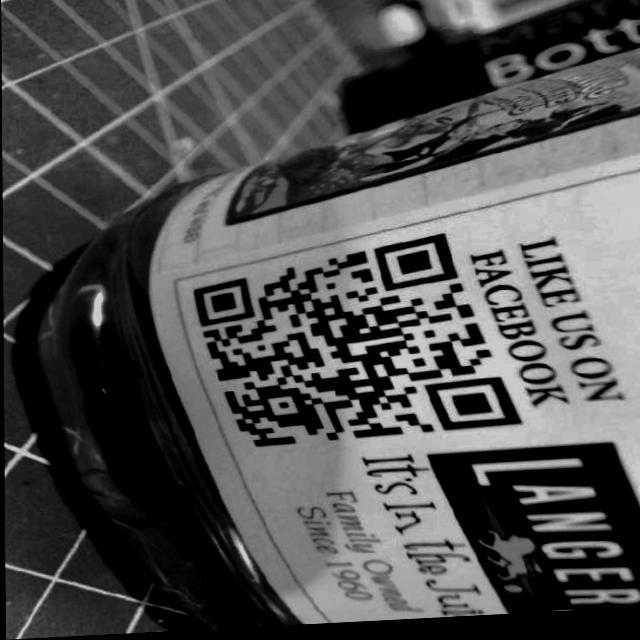 Bott
LIKE US ON
FACEBOOK
LANGER
It's In the Jui
Family Owned
Since 1960